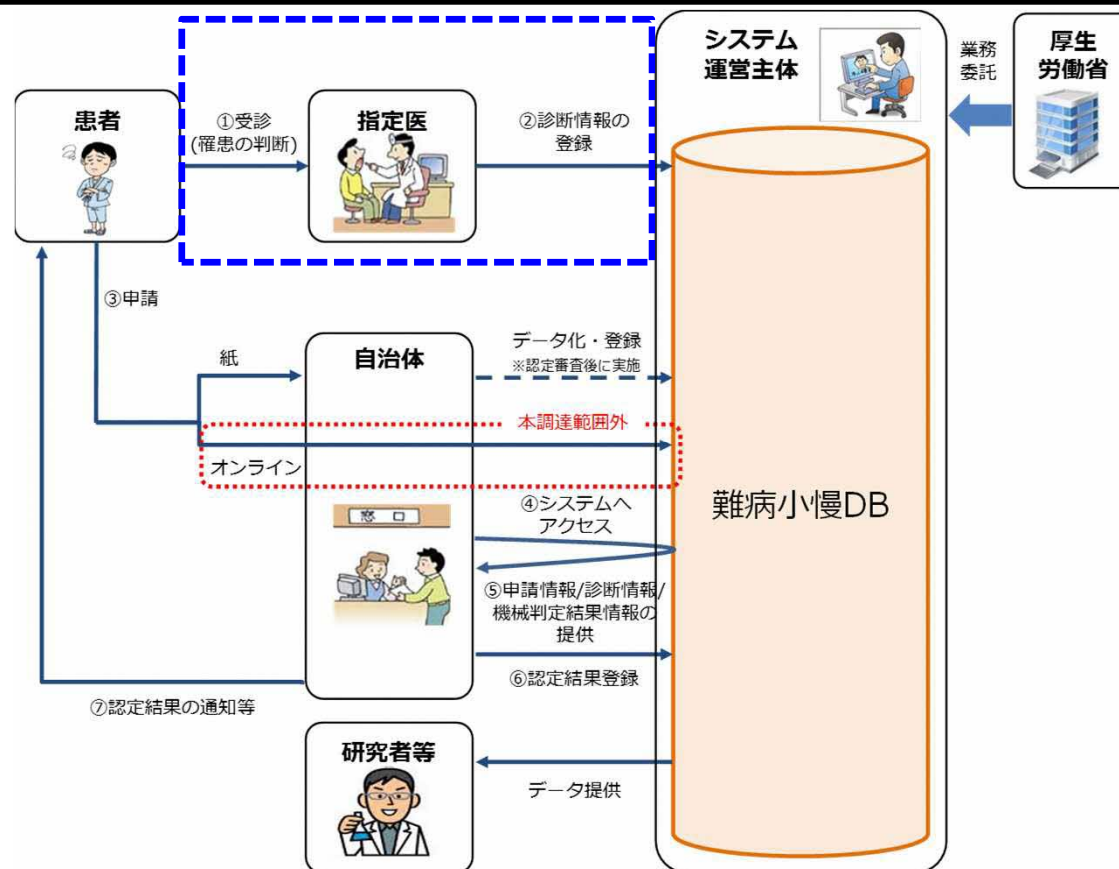 システム
運営主体
業務
委託
厚生
労働省
患者
①受診
(罹患の判断)
指定医
②診断情報の
登録
③申請
紙
自治体
データ化・登録
※認定審査後に実施
本調達範囲外
オンライン
難病小慢DB
窓口
④システムへ
アクセス
⑤申請情報/診断情報/
機械判定結果情報の
提供
⑥認定結果登録
⑦認定結果の通知等
研究者等
データ提供